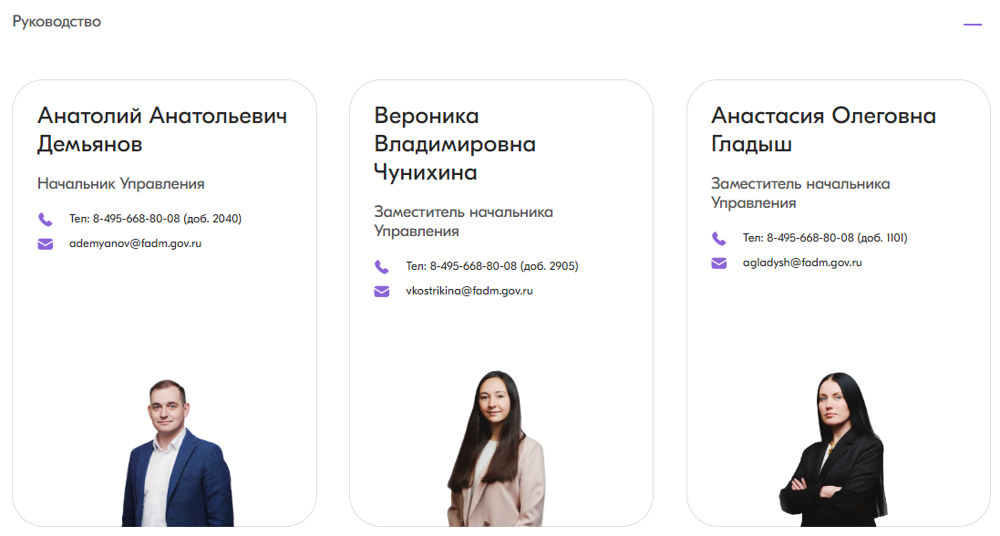 Руководство
Анатолий Анатольевич
Демьянов
Начальник Управления
Тел: 8-495-668-80-08 (доб. 2040)
ademyanov@fadm.gov.ru
Вероника
Владимировна
Чунихина
Заместитель начальника
Управления
Тел: 8-495-668-80-08 (доб. 2905)
vkostrikina@fadm.gov.ru
Анастасия Олеговна
Гладыш
Заместитель начальника
Управления
Тел: 8-495-668-80-08 (доб. 1101)
agladysh@fadm.gov.ru